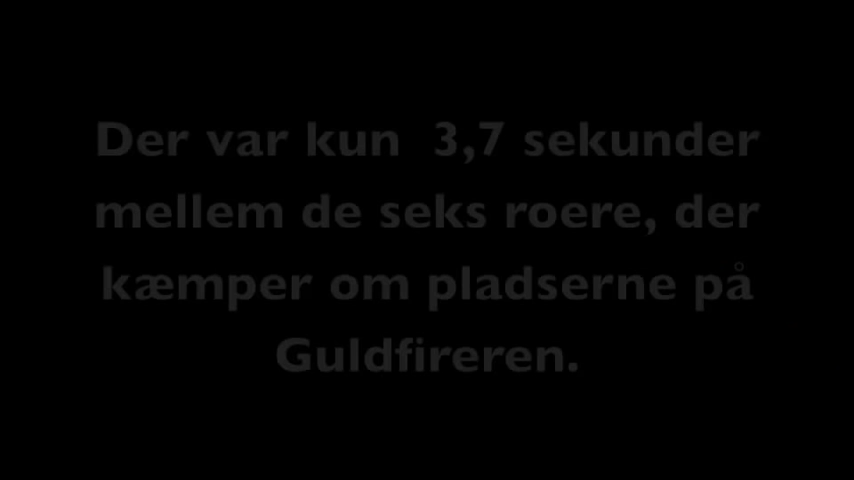 Der var kun  3,7 sekunder
mellem de seks roere, der
kæmper om pladserne på
Guldfireren.